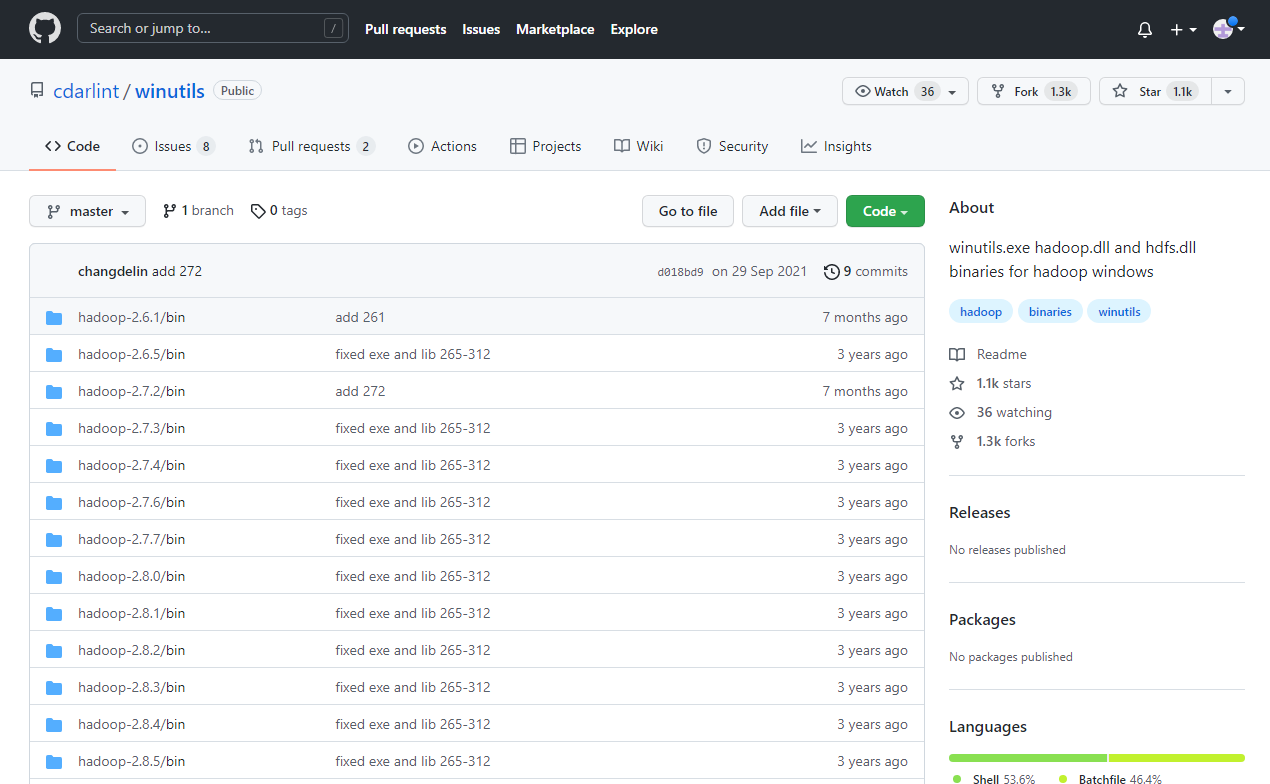 Search or jump to... / Pull requests Issues Marketplace Explore
cdarlint / winutils Public Watch 36 Fork 1.3k Star 1.1k
Code Issues 8 Pull requests 2 Actions Projects Wiki Security Insights
master 1 branch 0 tags Go to file Add file Code
changdelin add 272 d018bd9 on 29 Sep 2021 9 commits
hadoop-2.6.1/bin add 261 7 months ago
hadoop-2.6.5/bin fixed exe and lib 265-312 3 years ago
hadoop-2.7.2/bin add 272 7 months ago
hadoop-2.7.3/bin fixed exe and lib 265-312 3 years ago
hadoop-2.7.4/bin fixed exe and lib 265-312 3 years ago
hadoop-2.7.6/bin fixed exe and lib 265-312 3 years ago
hadoop-2.7.7/bin fixed exe and lib 265-312 3 years ago
hadoop-2.8.0/bin fixed exe and lib 265-312 3 years ago
hadoop-2.8.1/bin fixed exe and lib 265-312 3 years ago
hadoop-2.8.2/bin fixed exe and lib 265-312 3 years ago
hadoop-2.8.3/bin fixed exe and lib 265-312 3 years ago
hadoop-2.8.4/bin fixed exe and lib 265-312 3 years ago
hadoop-2.8.5/bin fixed exe and lib 265-312 3 years ago
About
winutils.exe hadoop.dll and hdfs.dll
binaries for hadoop windows
hadoop binaries winutils
Readme
1.1k stars
36 watching
1.3k forks
Releases
No releases published
Packages
No packages published
Languages
Shell 53.6% Batchfile 46.4%